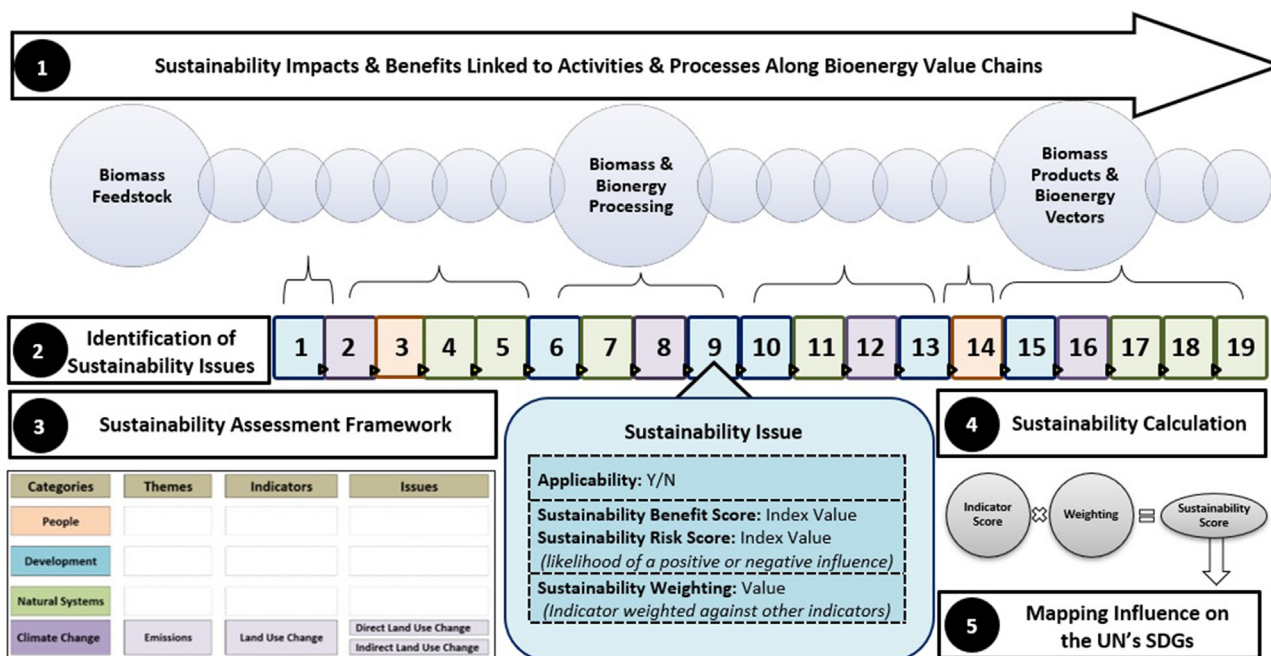 1
Sustainability Impacts & Benefits Linked to Activities & Processes Along Bioenergy Value Chains
Biomass
Feedstock
Biomass &
Bionergy
Processing
Biomass
Products &
Bioenergy
Vectors
2
Identification of
Sustainability Issues
1 2 3 4 5 6 7 8 9 10 11 12 13 14 15 16 17 18 19
3
Sustainability Assessment Framework
Categories Themes Indicators Issues
People
Development
Natural Systems
Climate Change Emissions Land Use Change Direct Land Use Change
Indirect Land Use Change
Sustainability Issue
Applicability: Y/N
Sustainability Benefit Score: Index Value
Sustainability Risk Score: Index Value
(likelihood of a positive or negative influence)
Sustainability Weighting: Value
(Indicator weighted against other indicators)
4
Sustainability Calculation
Indicator
Score
Weighting
Sustainability
Score
5
Mapping Influence on
the UN's SDGs